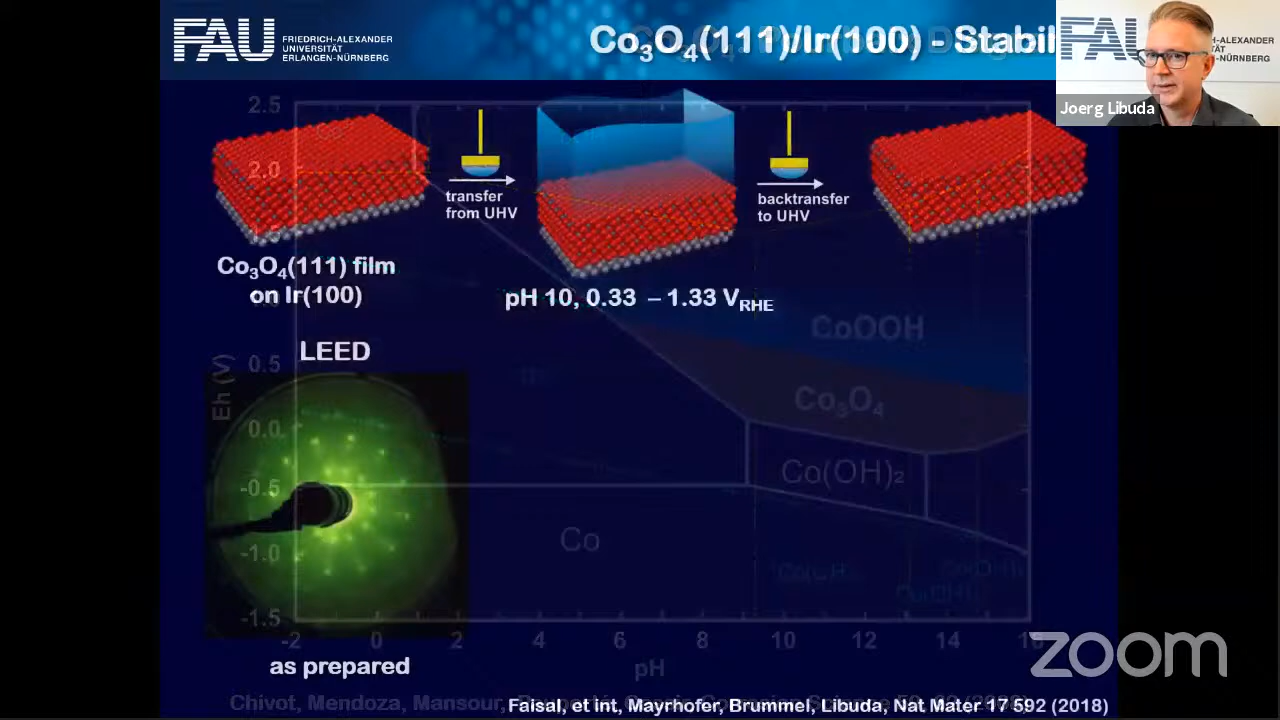 FAU
FRIEDRICH-ALEXANDER
UNIVERSITÄT
ERLANGEN-NÜRNBERG
Co₃O₄(111)/Ir(100) - Stabil
FAU
CH-ALEXANDER
TÄT
-NÜRNBERG
Joerg Libuda
2.5
2.0
transfer
from UHV
backtransfer
to UHV
Co₃O₄(111) film
on Ir(100)
pH 10, 0.33 – 1.33 V_RHE
CoOOH
LEED
0.5
Eh (V)
Co₃O₄
0.0
Co(OH)₂
-0.5
Co
-1.0
-1.5
-2 0 2 4 6 8 10 12 14 16
pH
as prepared
zoom
Chivot, Mendoza, Mansour,
Faisal, et Int, Mayrhofer, Brummel, Libuda, Nat Mater 17 592 (2018)